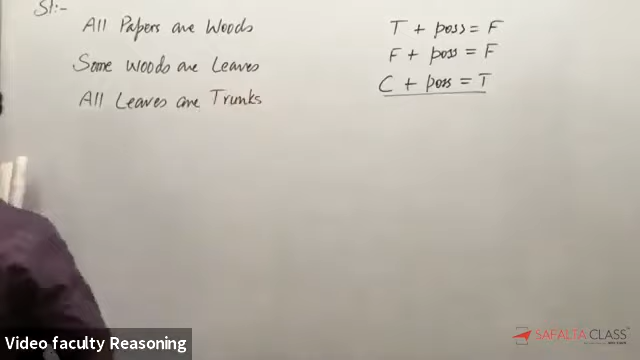 St:-
All Papers are Woods
Some Woods are Leaves
All Leaves are Trunks
T + poss = F
F + poss = F
C + poss = T
SAFALTA CLASS
Video faculty Reasoning